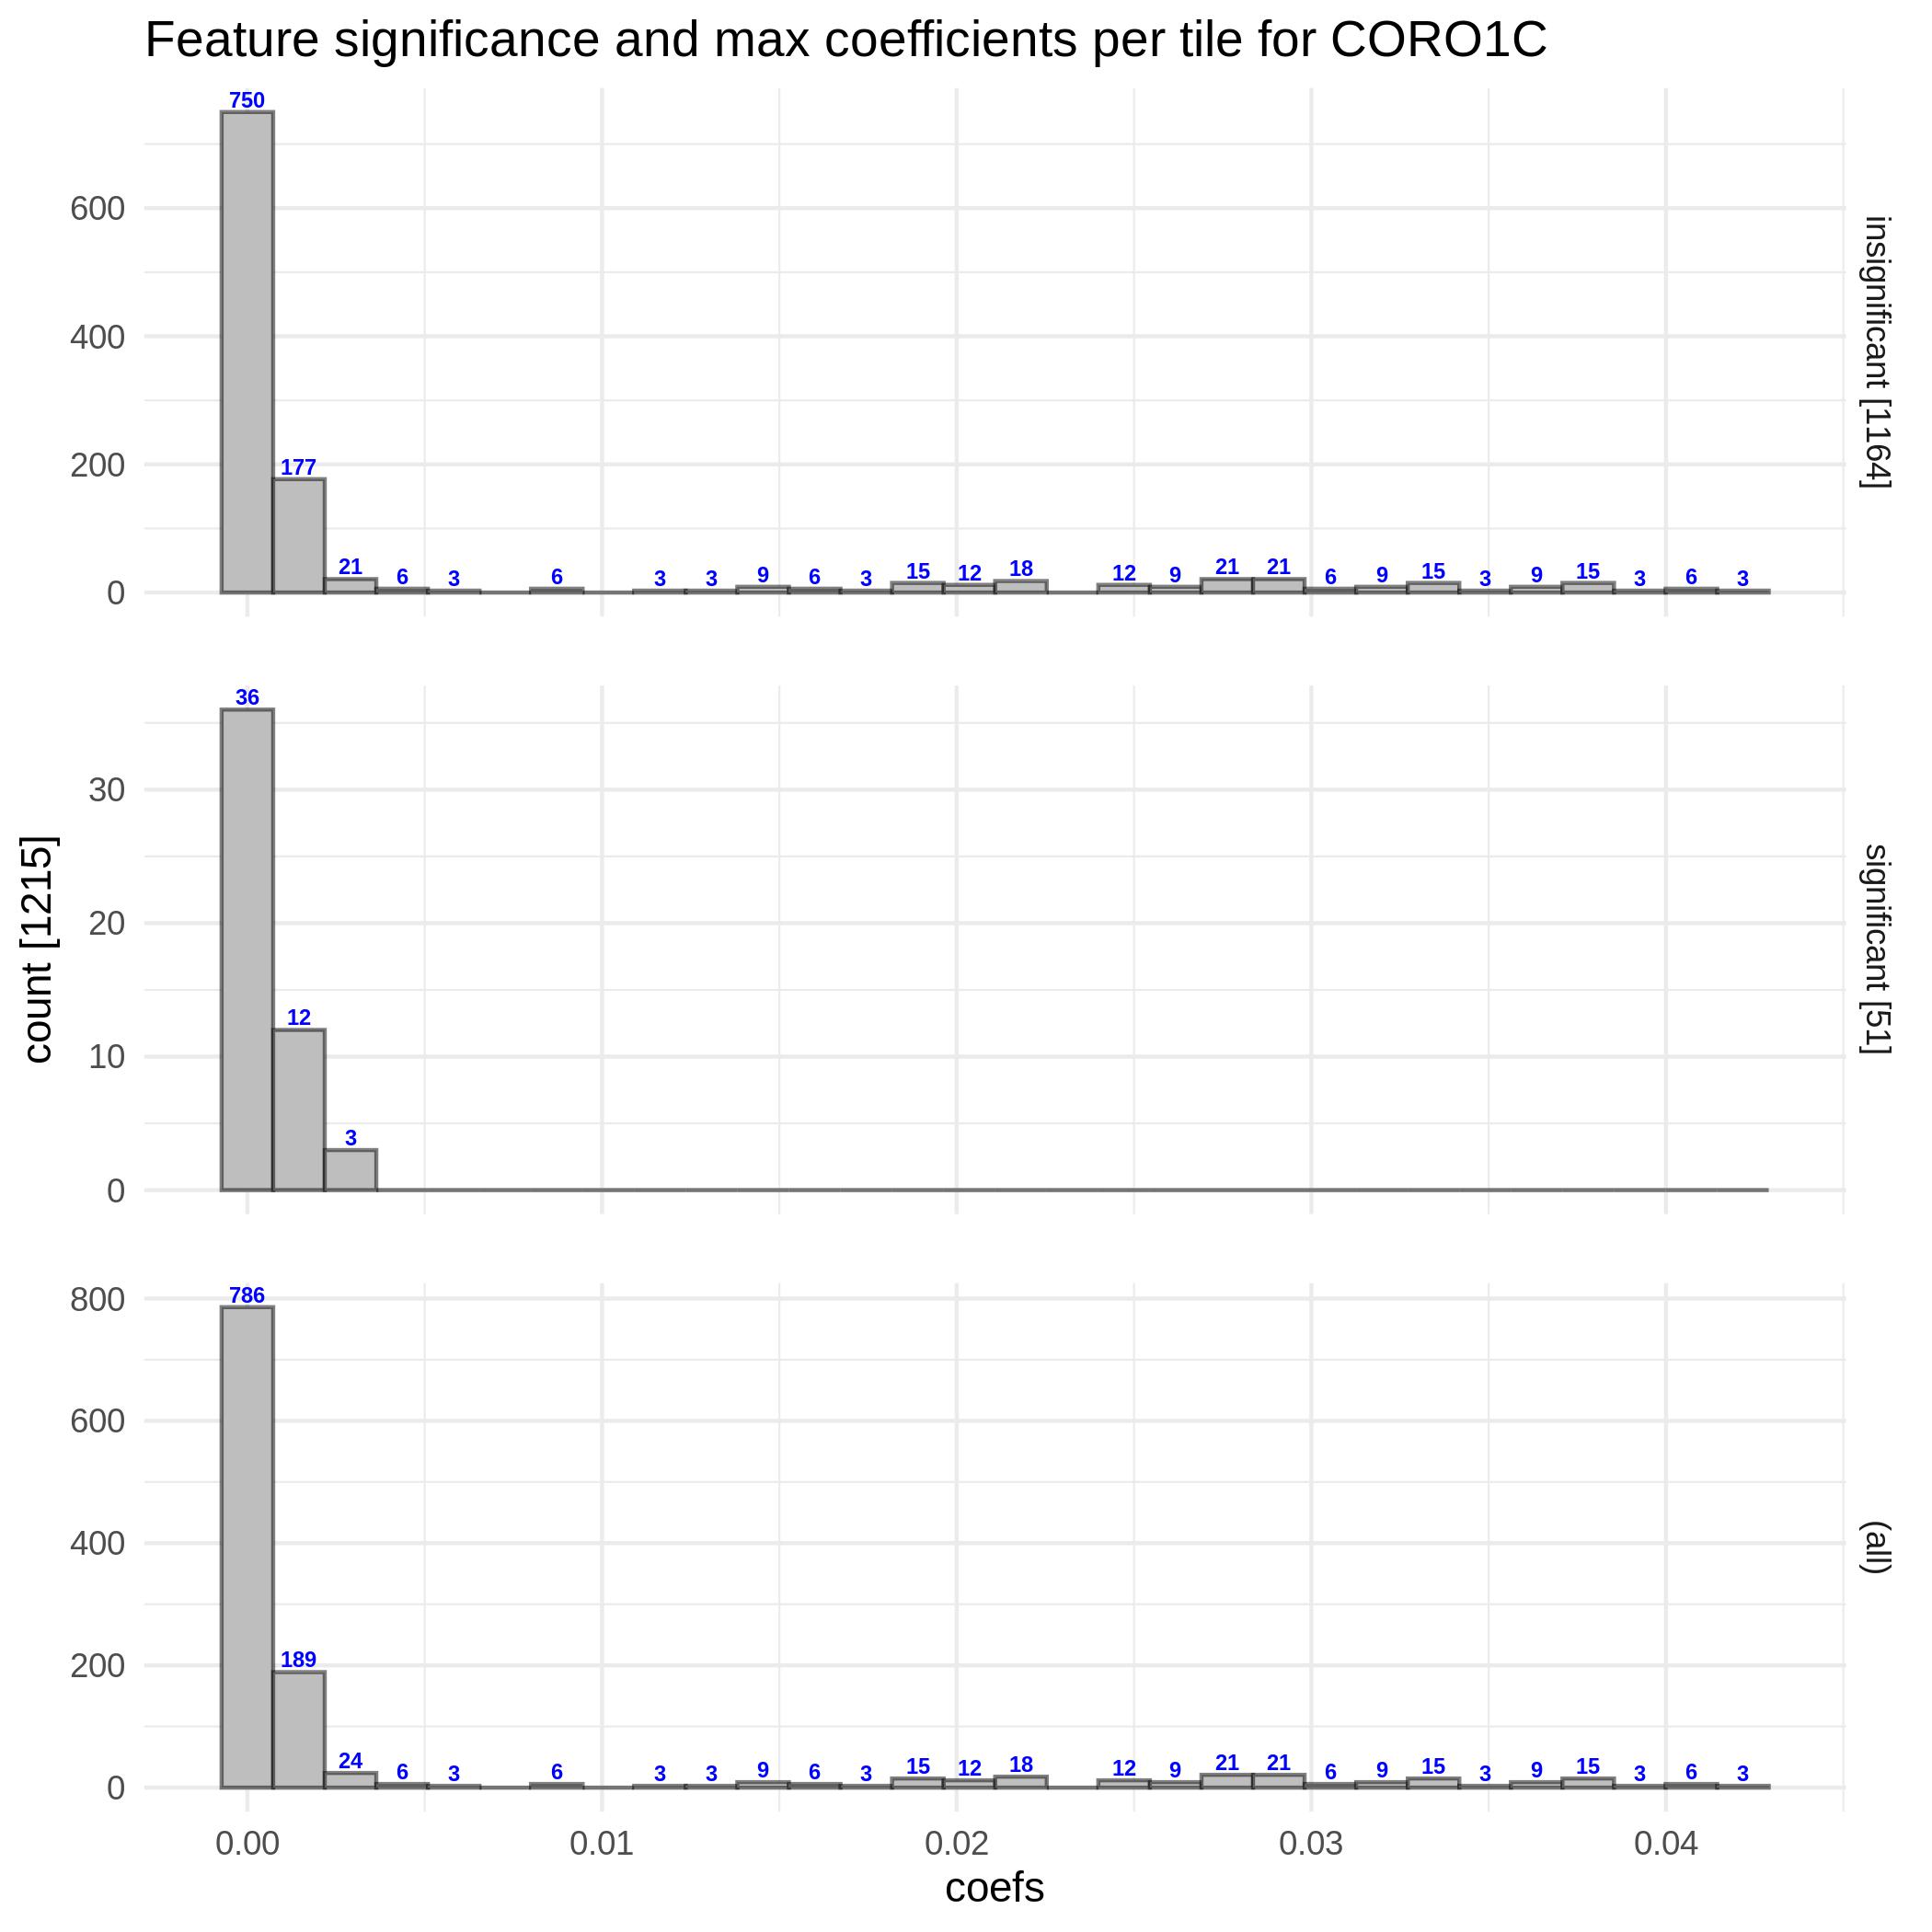 Feature significance and max coefficients per tile for CORO1C
750
600
177
400
200
21 6 3 6 3 3 9 6 3 15 12 18 12 9 21 21 6 9 15 3 9 15 3 6 3
0
insignificant [1164]
36
30
20
12
10
3
0
significant [51]
count [1215]
786
800
600
400
189
200
24 6 3 6 3 3 9 6 3 15 12 18 12 9 21 21 6 9 15 3 9 15 3 6 3
0
(all)
0.00 0.01 0.02 0.03 0.04
coefs